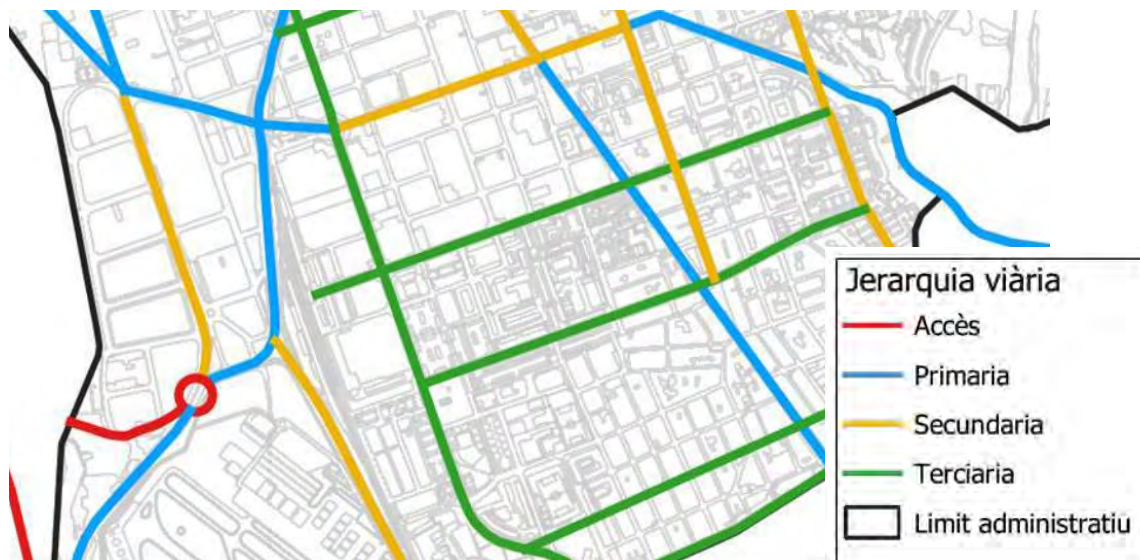 Jerarquia viària
Accès
Primaria
Secundaria
Terciaria
Limit administratiu